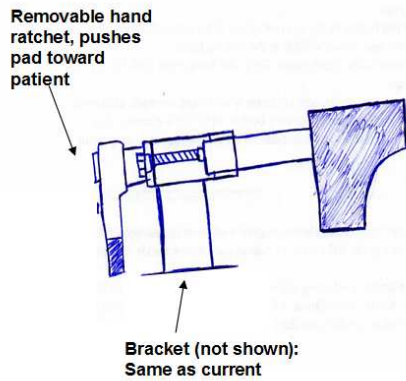 Removable hand
ratchet, pushes
pad toward
patient
Bracket (not shown):
Same as current